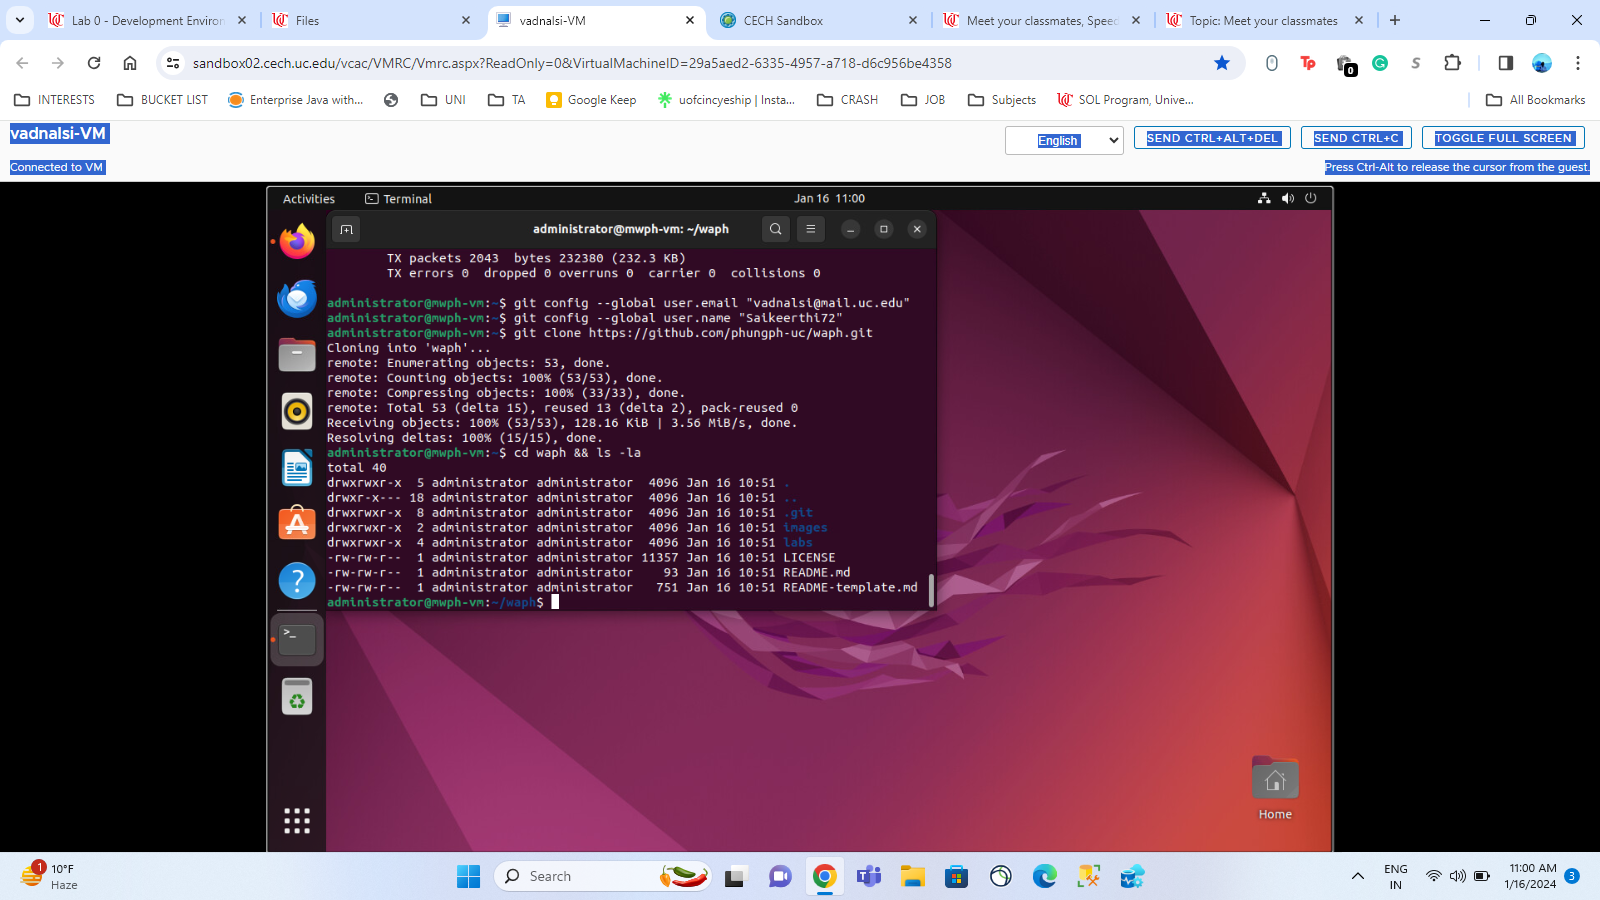 Lab 0 - Development Environ
Files
vadnalsi-VM
CECH Sandbox
Meet your classmates, Speed
Topic: Meet your classmates
sandbox02.cech.uc.edu/vcac/VMRC/Vmrc.aspx?ReadOnly=0&VirtualMachineID=29a5aed2-6335-4957-a718-d6c956be4358
Tp
0
S
INTERESTS
BUCKET LIST
Enterprise Java with...
UNI
TA
Google Keep
uofcincyeship | Insta...
CRASH
JOB
Subjects
SOL Program, Unive...
All Bookmarks
vadnalsi-VM
English
SEND CTRL+ALT+DEL
SEND CTRL+C
TOGGLE FULL SCREEN
Connected to VM
Press Ctrl-Alt to release the cursor from the guest.
Activities
Terminal
Jan 16 11:00
administrator@mwph-vm: ~/waph
TX packets 2043  bytes 232380 (232.3 KB)
TX errors 0  dropped 0 overruns 0  carrier 0  collisions 0
administrator@mwph-vm:~$ git config --global user.email "vadnalsi@mail.uc.edu"
administrator@mwph-vm:~$ git config --global user.name "Saikeerthi72"
administrator@mwph-vm:~$ git clone https://github.com/phungph-uc/waph.git
Cloning into 'waph'...
remote: Enumerating objects: 53, done.
remote: Counting objects: 100% (53/53), done.
remote: Compressing objects: 100% (33/33), done.
remote: Total 53 (delta 15), reused 13 (delta 2), pack-reused 0
Receiving objects: 100% (53/53), 128.16 KiB | 3.56 MiB/s, done.
Resolving deltas: 100% (15/15), done.
administrator@mwph-vm:~$ cd waph && ls -la
total 40
drwxrwxr-x  5 administrator administrator  4096 Jan 16 10:51 .
drwxr-x--- 18 administrator administrator  4096 Jan 16 10:51 ..
drwxrwxr-x  8 administrator administrator  4096 Jan 16 10:51 .git
drwxrwxr-x  2 administrator administrator  4096 Jan 16 10:51 images
drwxrwxr-x  4 administrator administrator  4096 Jan 16 10:51 labs
-rw-rw-r--  1 administrator administrator 11357 Jan 16 10:51 LICENSE
-rw-rw-r--  1 administrator administrator    93 Jan 16 10:51 README.md
-rw-rw-r--  1 administrator administrator   751 Jan 16 10:51 README-template.md
administrator@mwph-vm:~/waph$
Home
1
10°F
Haze
Search
ENG
IN
11:00 AM
1/16/2024
3